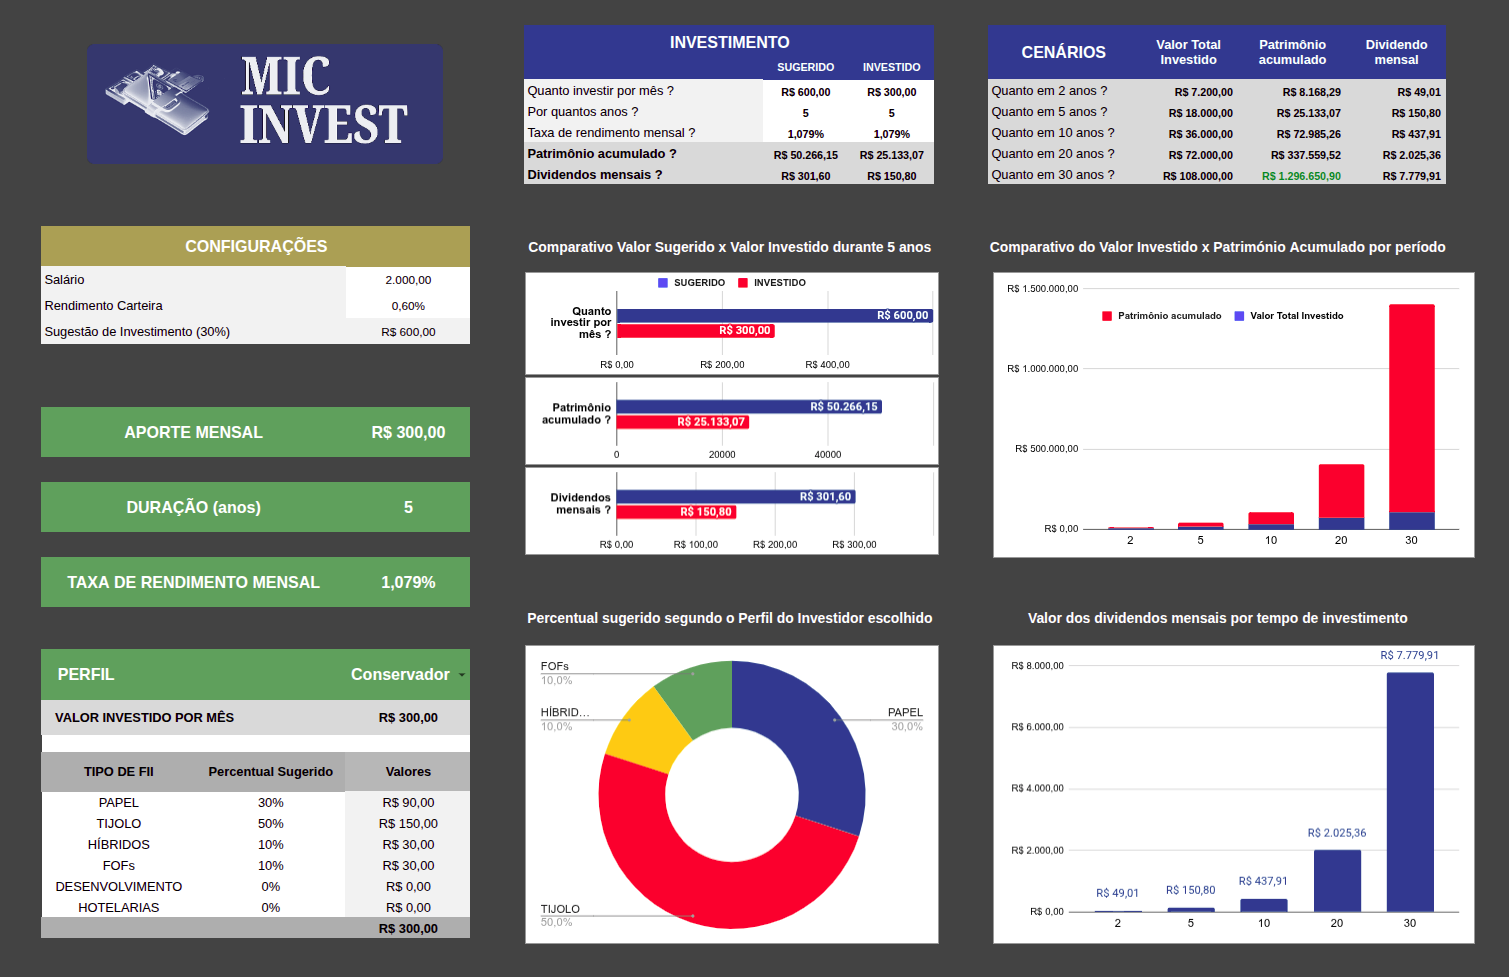 MIC
INVEST
INVESTIMENTO
SUGERIDO INVESTIDO
Quanto investir por mês ? R$ 600,00 R$ 300,00
Por quantos anos ? 5 5
Taxa de rendimento mensal ? 1,079% 1,079%
Patrimônio acumulado ? R$ 50.266,15 R$ 25.133,07
Dividendos mensais ? R$ 301,60 R$ 150,80
CENÁRIOS Valor Total Investido Patrimônio acumulado Dividendo mensal
Quanto em 2 anos ? R$ 7.200,00 R$ 8.168,29 R$ 49,01
Quanto em 5 anos ? R$ 18.000,00 R$ 25.133,07 R$ 150,80
Quanto em 10 anos ? R$ 36.000,00 R$ 72.985,26 R$ 437,91
Quanto em 20 anos ? R$ 72.000,00 R$ 337.559,52 R$ 2.025,36
Quanto em 30 anos ? R$ 108.000,00 R$ 1.296.650,90 R$ 7.779,91
CONFIGURAÇÕES
Salário 2.000,00
Rendimento Carteira 0,60%
Sugestão de Investimento (30%) R$ 600,00
APORTE MENSAL R$ 300,00
DURAÇÃO (anos) 5
TAXA DE RENDIMENTO MENSAL 1,079%
PERFIL Conservador
VALOR INVESTIDO POR MÊS R$ 300,00
TIPO DE FII Percentual Sugerido Valores
PAPEL 30% R$ 90,00
TIJOLO 50% R$ 150,00
HÍBRIDOS 10% R$ 30,00
FOFs 10% R$ 30,00
DESENVOLVIMENTO 0% R$ 0,00
HOTELARIAS 0% R$ 0,00
R$ 300,00
Comparativo Valor Sugerido x Valor Investido durante 5 anos
SUGERIDO INVESTIDO
Quanto
investir por
mês ?
R$ 600,00
R$ 300,00
R$ 0,00 R$ 200,00 R$ 400,00
Patrimônio
acumulado ?
R$ 50.266,15
R$ 25.133,07
0 20000 40000
Dividendos
mensais ?
R$ 301,60
R$ 150,80
R$ 0,00 R$ 100,00 R$ 200,00 R$ 300,00
Comparativo do Valor Investido x Património Acumulado por período
R$ 1.500.000,00
Patrimônio acumulado Valor Total Investido
R$ 1.000.000,00
R$ 500.000,00
R$ 0,00
2 5 10 20 30
Percentual sugerido segundo o Perfil do Investidor escolhido
FOFs
10,0%
HÍBRID...
10,0%
PAPEL
30,0%
TIJOLO
50,0%
Valor dos dividendos mensais por tempo de investimento
R$ 7.779,91
R$ 8.000,00
R$ 6.000,00
R$ 4.000,00
R$ 2.025,36
R$ 2.000,00
R$ 49,01 R$ 150,80 R$ 437,91
R$ 0,00
2 5 10 20 30